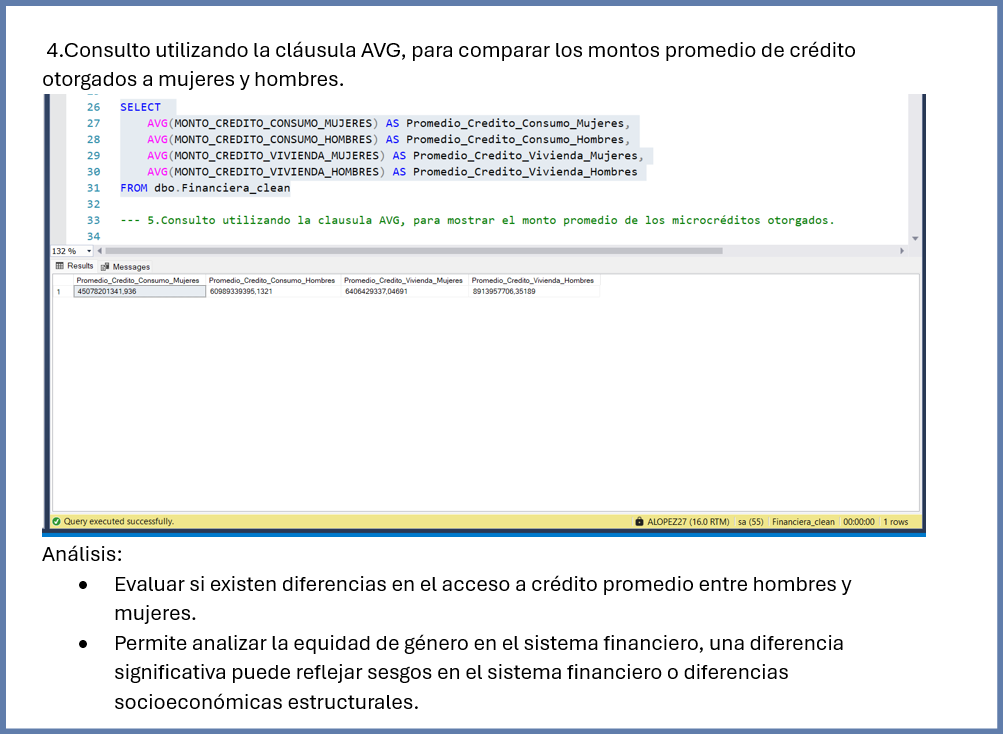 4.Consulto utilizando la cláusula AVG, para comparar los montos promedio de crédito
otorgados a mujeres y hombres.
26 SELECT
27 AVG(MONTO_CREDITO_CONSUMO_MUJERES) AS Promedio_Credito_Consumo_Mujeres,
28 AVG(MONTO_CREDITO_CONSUMO_HOMBRES) AS Promedio_Credito_Consumo_Hombres,
29 AVG(MONTO_CREDITO_VIVIENDA_MUJERES) AS Promedio_Credito_Vivienda_Mujeres,
30 AVG(MONTO_CREDITO_VIVIENDA_HOMBRES) AS Promedio_Credito_Vivienda_Hombres
31 FROM dbo.Financiera_clean
32
33 --- 5.Consulto utilizando la clausula AVG, para mostrar el monto promedio de los microcréditos otorgados.
34
132 %
Results Messages
Promedio_Credito_Consumo_Mujeres Promedio_Credito_Consumo_Hombres Promedio_Credito_Vivienda_Mujeres Promedio_Credito_Vivienda_Hombres
1 45078201341,936 60989339395,1321 6406429337,04691 8913957706,35189
Query executed successfully. ALOPEZ27 (16.0 RTM) sa (55) Financiera_clean 00:00:00 1 rows
Análisis:
● Evaluar si existen diferencias en el acceso a crédito promedio entre hombres y
mujeres.
● Permite analizar la equidad de género en el sistema financiero, una diferencia
significativa puede reflejar sesgos en el sistema financiero o diferencias
socioeconómicas estructurales.